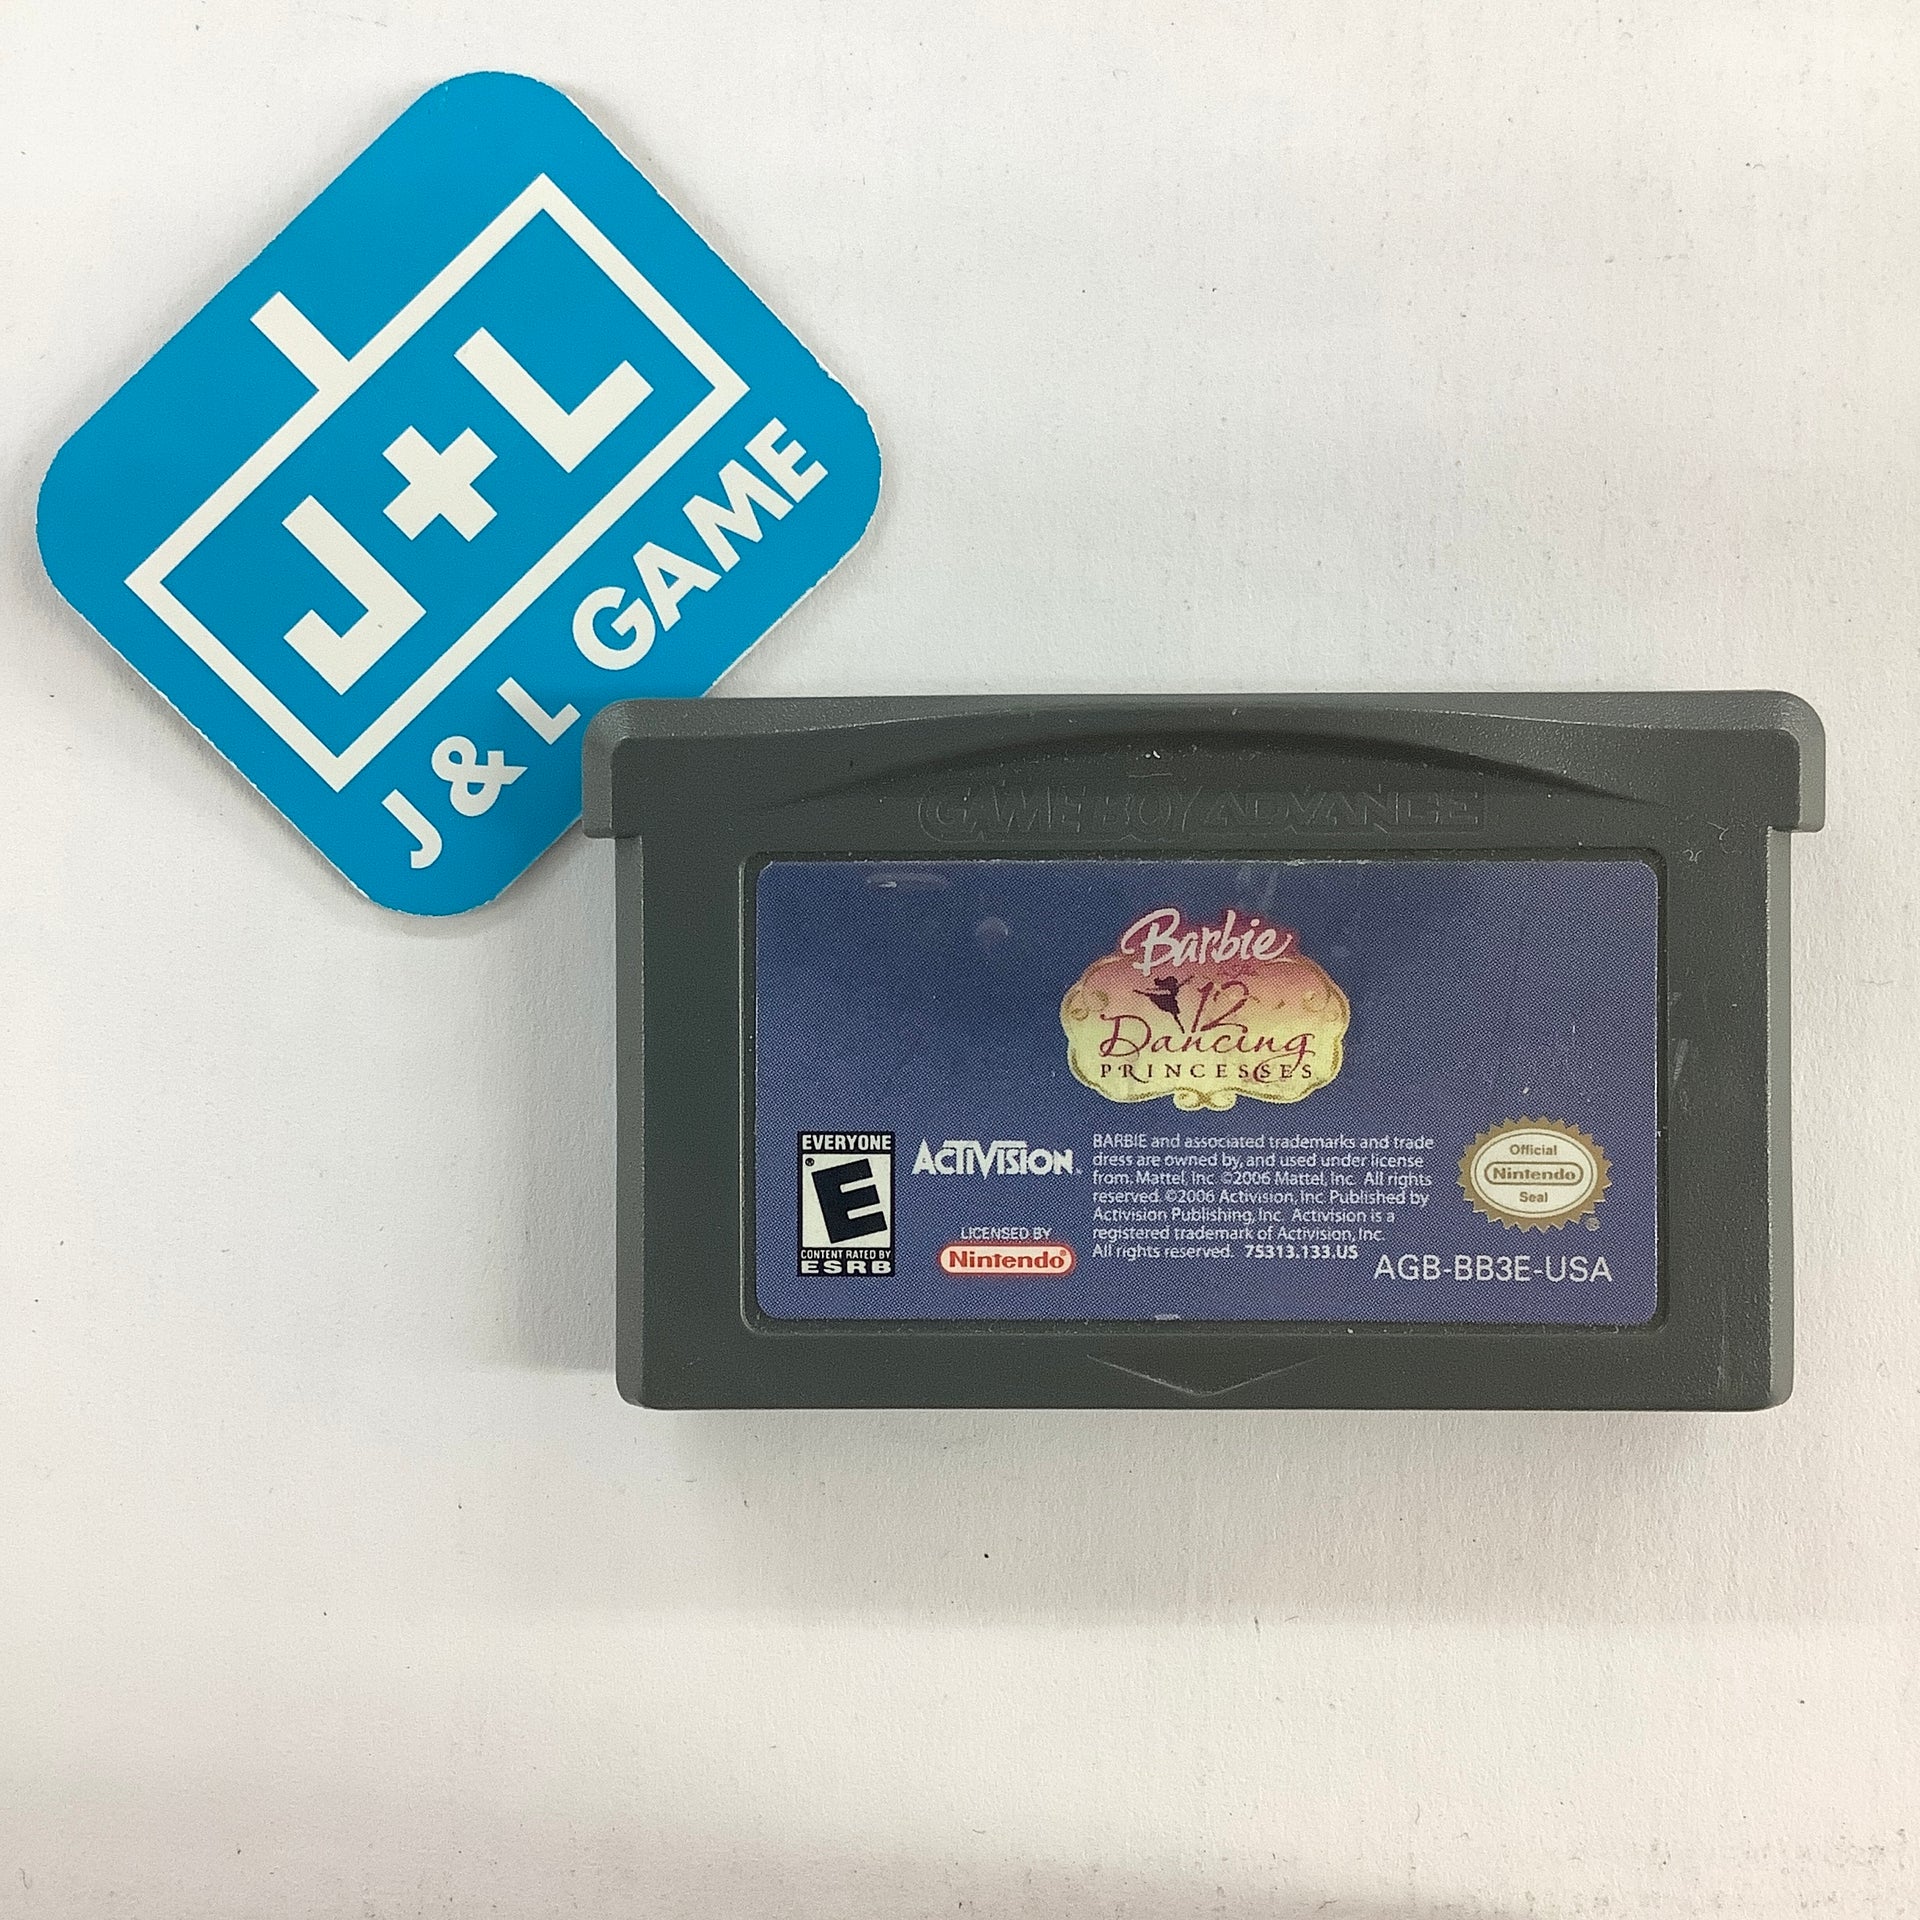 J+L
J & L GAME
GAME BOY ADVANCE
Barbie
12
Dancing
PRINCESSES
EVERYONE
E
CONTENT RATED BY
ESRB
ACTIVISION®
LICENSED BY
Nintendo®
BARBIE and associated trademarks and trade
dress are owned by, and used under license
from, Mattel, Inc. ©2006 Mattel, Inc. All rights
reserved. ©2006 Activision, Inc. Published by
Activision Publishing, Inc. Activision is a
registered trademark of Activision, Inc.
All rights reserved. 75313.133.US
Official
Nintendo
Seal
®
AGB-BB3E-USA